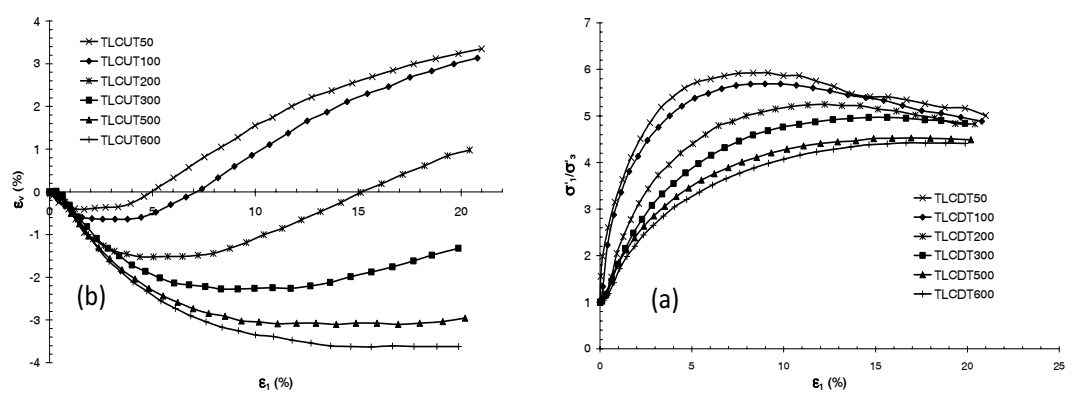 4
3
2
1
0
-1
-2
-3
-4
εv (%)
TLCUT50
TLCUT100
TLCUT200
TLCUT300
TLCUT500
TLCUT600
0
5
10
15
20
(b)
ε1 (%)
7
6
5
4
3
2
1
0
σ'1/σ'3
TLCDT50
TLCDT100
TLCDT200
TLCDT300
TLCDT500
TLCDT600
(a)
0
5
10
15
20
25
ε1 (%)